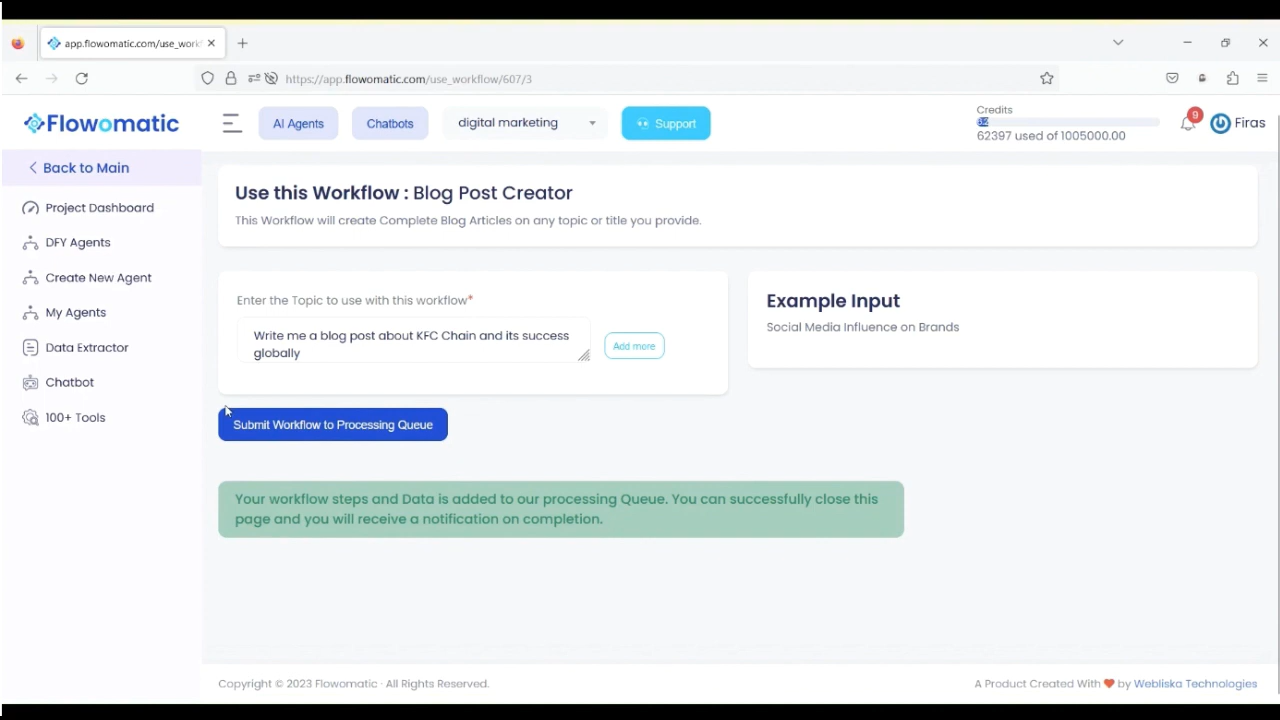 app.flowomatic.com/use_work
https://app.flowomatic.com/use_workflow/607/3
Flowomatic
AI Agents
Chatbots
digital marketing
Support
Credits
62397 used of 1005000.00
9
Firas
Back to Main
Project Dashboard
DFY Agents
Create New Agent
My Agents
Data Extractor
Chatbot
100+ Tools
Use this Workflow : Blog Post Creator
This Workflow will create Complete Blog Articles on any topic or title you provide.
Enter the Topic to use with this workflow*
Write me a blog post about KFC Chain and its success
globally
Add more
Example Input
Social Media Influence on Brands
Submit Workflow to Processing Queue
Your workflow steps and Data is added to our processing Queue. You can successfully close this
page and you will receive a notification on completion.
Copyright © 2023 Flowomatic · All Rights Reserved.
A Product Created With ❤ by Webliska Technologies